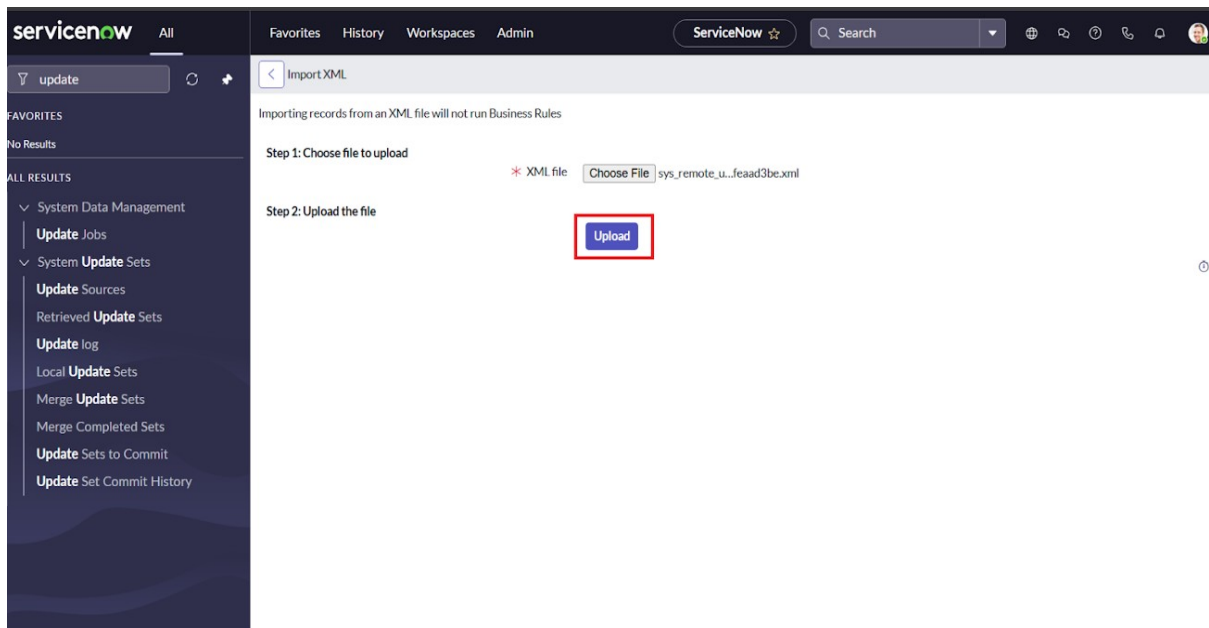 servicenow All Favorites History Workspaces Admin ServiceNow Search
update
Import XML
FAVORITES
No Results
ALL RESULTS
System Data Management
Update Jobs
System Update Sets
Update Sources
Retrieved Update Sets
Update log
Local Update Sets
Merge Update Sets
Merge Completed Sets
Update Sets to Commit
Update Set Commit History
Importing records from an XML file will not run Business Rules
Step 1: Choose file to upload
XML file Choose File sys_remote_u...feaad3be.xml
Step 2: Upload the file
Upload